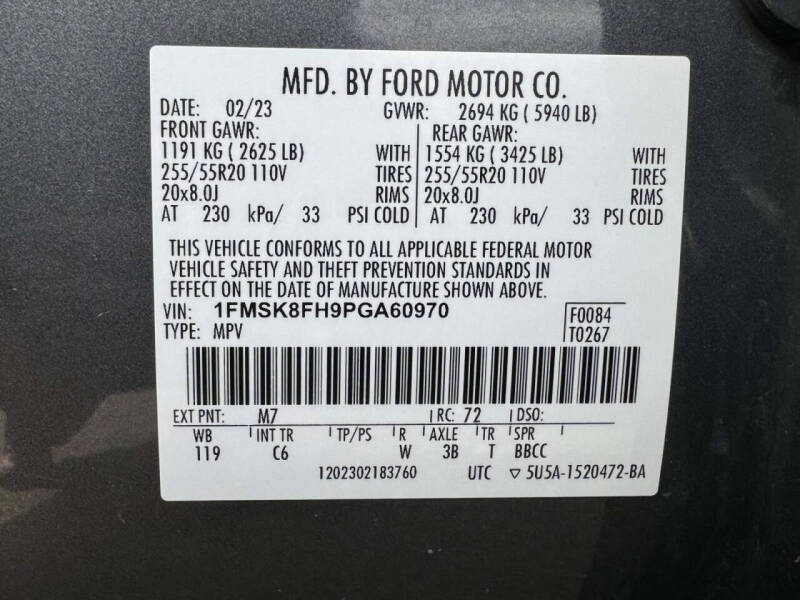 MFD. BY FORD MOTOR CO.
DATE: 02/23 GVWR: 2694 KG ( 5940 LB)
FRONT GAWR: REAR GAWR:
1191 KG ( 2625 LB) WITH 1554 KG ( 3425 LB) WITH
255/55R20 110V TIRES 255/55R20 110V TIRES
20x8.0J RIMS 20x8.0J RIMS
AT 230 kPa/ 33 PSI COLD AT 230 kPa/ 33 PSI COLD
THIS VEHICLE CONFORMS TO ALL APPLICABLE FEDERAL MOTOR
VEHICLE SAFETY AND THEFT PREVENTION STANDARDS IN
EFFECT ON THE DATE OF MANUFACTURE SHOWN ABOVE.
VIN: 1FMSK8FH9PGA60970 F0084
TYPE: MPV T0267
EXT PNT: M7 RC: 72 DSO:
WB INT TR TP/PS R AXLE TR SPR
119 C6 W 3B T BBCC
1202302183760 UTC ▽ 5U5A-1520472-BA